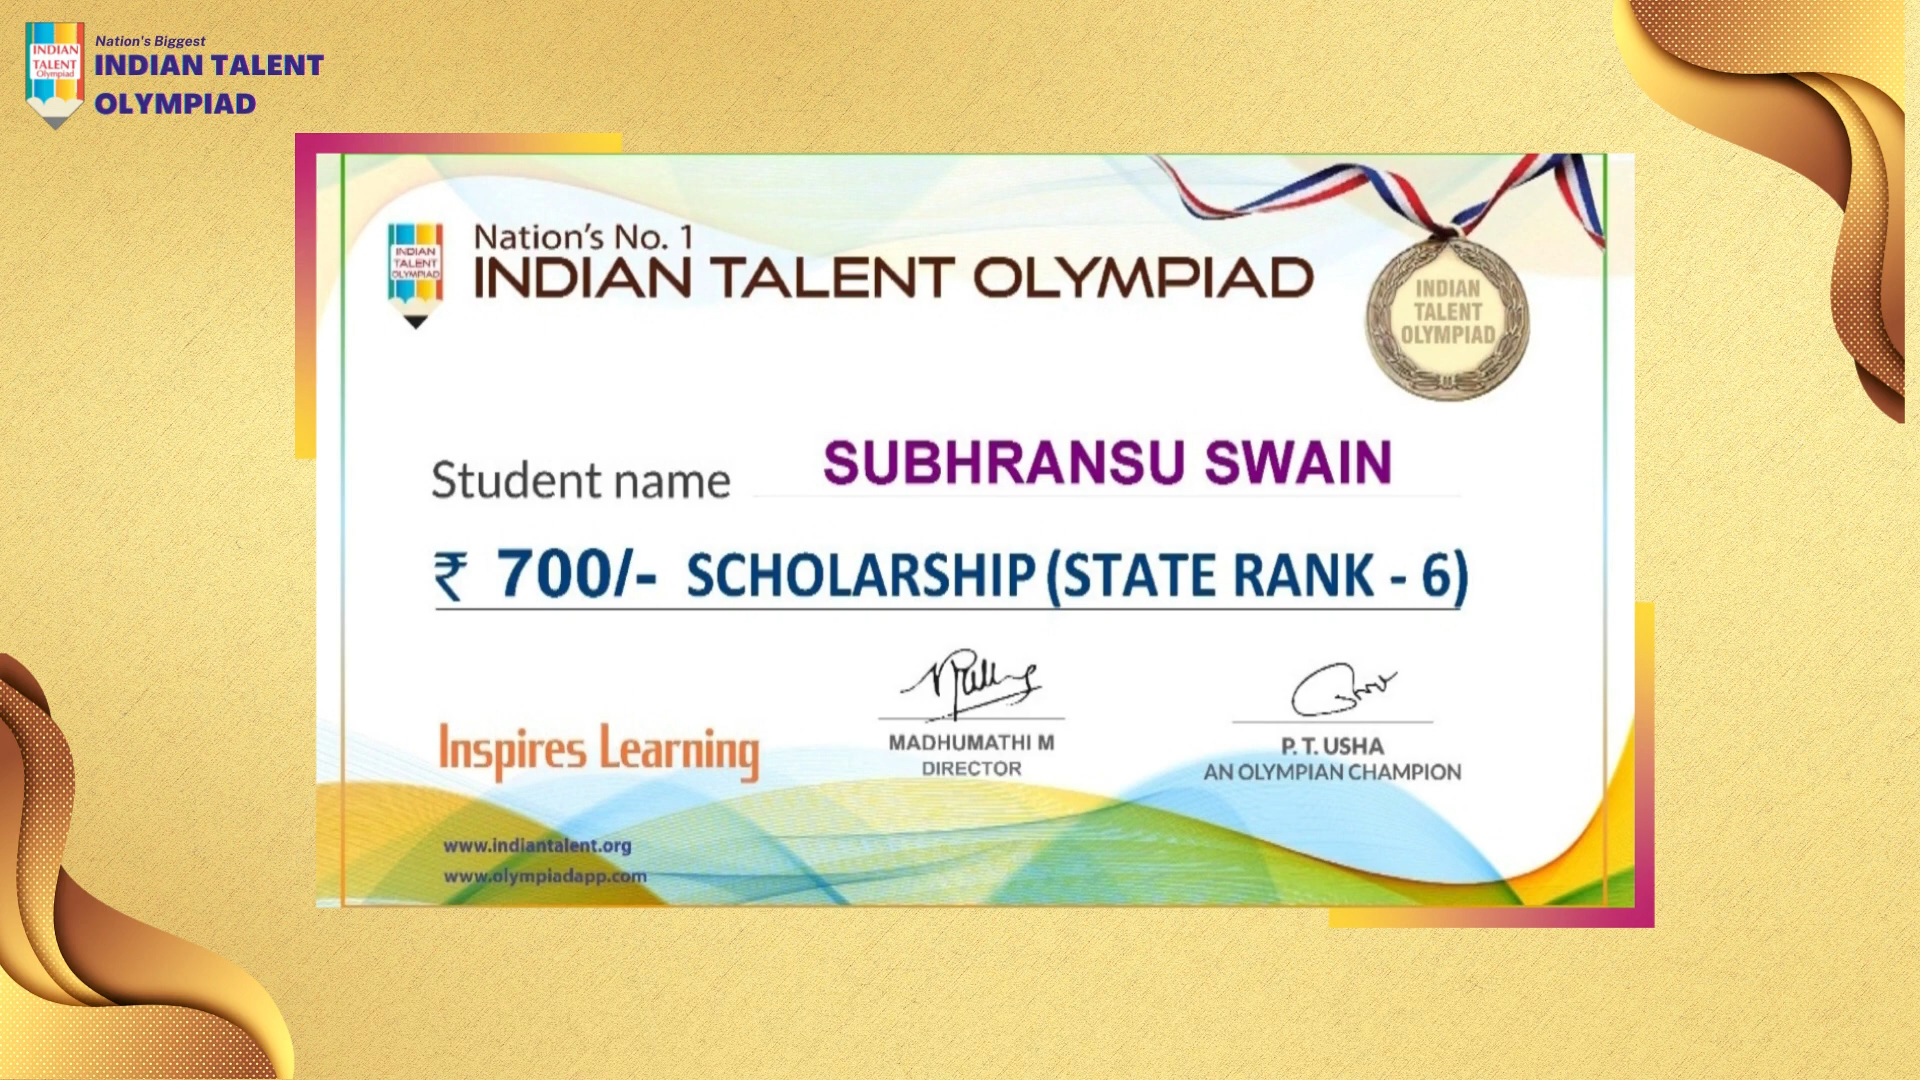 INDIAN
TALENT
Olympiad
Nation's Biggest
INDIAN TALENT
OLYMPIAD
INDIAN
TALENT
OLYMPIAD
Nation's No. 1
INDIAN TALENT OLYMPIAD
INDIAN
TALENT
OLYMPIAD
Student name SUBHRANSU SWAIN
₹ 700/- SCHOLARSHIP (STATE RANK - 6)
Inspires Learning
MADHUMATHI M
DIRECTOR
P. T. USHA
AN OLYMPIAN CHAMPION
www.indiantalent.org
www.olympiadapp.com